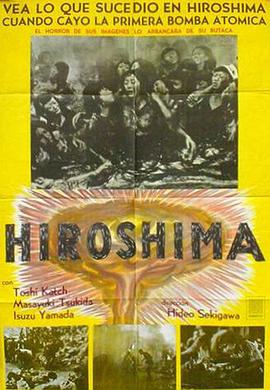 VEA LO QUE SUCEDIO EN HIROSHIMA
CUANDO CAYO LA PRIMERA BOMBA ATOMICA
EL HORROR DE SUS IMAGENES LO ARRANCARA DE SU BUTACA
HIROSHIMA
con
Toshi Katch
Masayuki Tsukida
Isuzu Yamada
direccion
Hideo Sekigawa